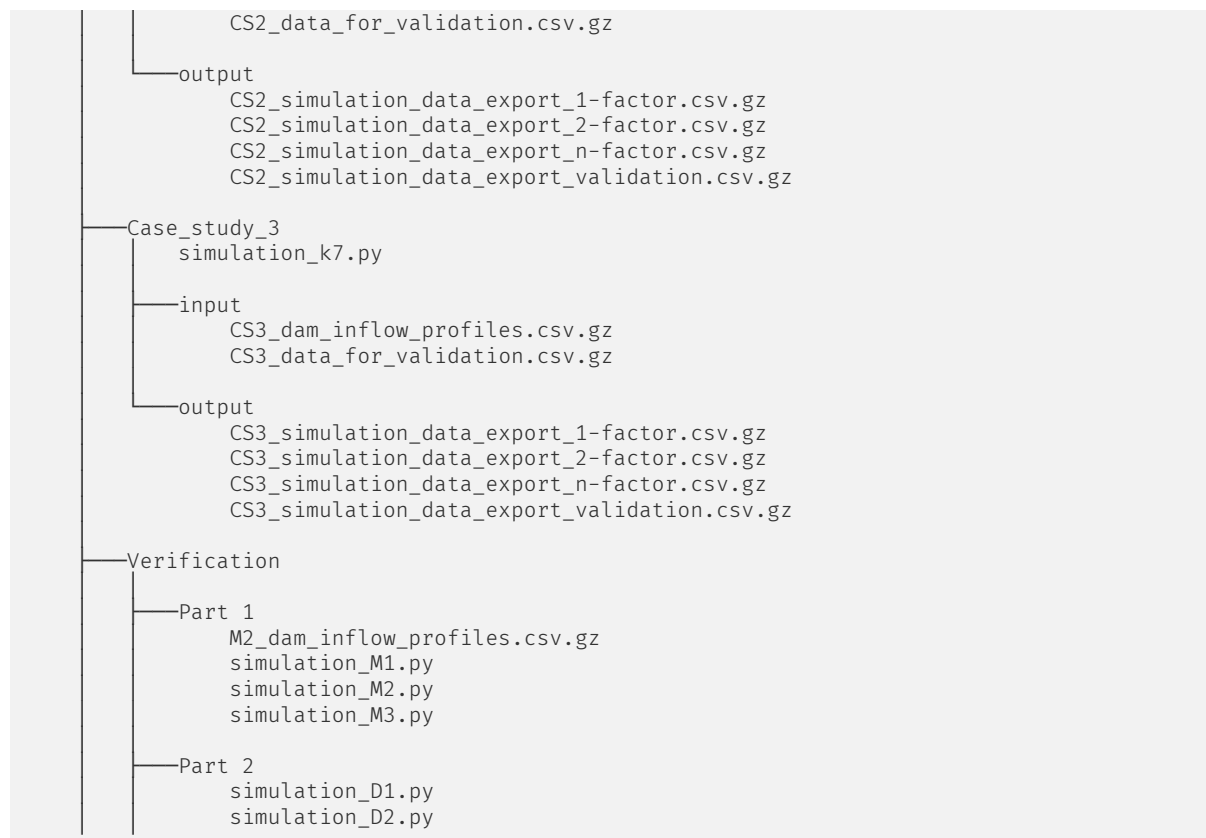 CS2_data_for_validation.csv.gz
output
CS2_simulation_data_export_1-factor.csv.gz
CS2_simulation_data_export_2-factor.csv.gz
CS2_simulation_data_export_n-factor.csv.gz
CS2_simulation_data_export_validation.csv.gz
Case_study_3
simulation_k7.py
input
CS3_dam_inflow_profiles.csv.gz
CS3_data_for_validation.csv.gz
output
CS3_simulation_data_export_1-factor.csv.gz
CS3_simulation_data_export_2-factor.csv.gz
CS3_simulation_data_export_n-factor.csv.gz
CS3_simulation_data_export_validation.csv.gz
Verification
Part 1
M2_dam_inflow_profiles.csv.gz
simulation_M1.py
simulation_M2.py
simulation_M3.py
Part 2
simulation_D1.py
simulation_D2.py